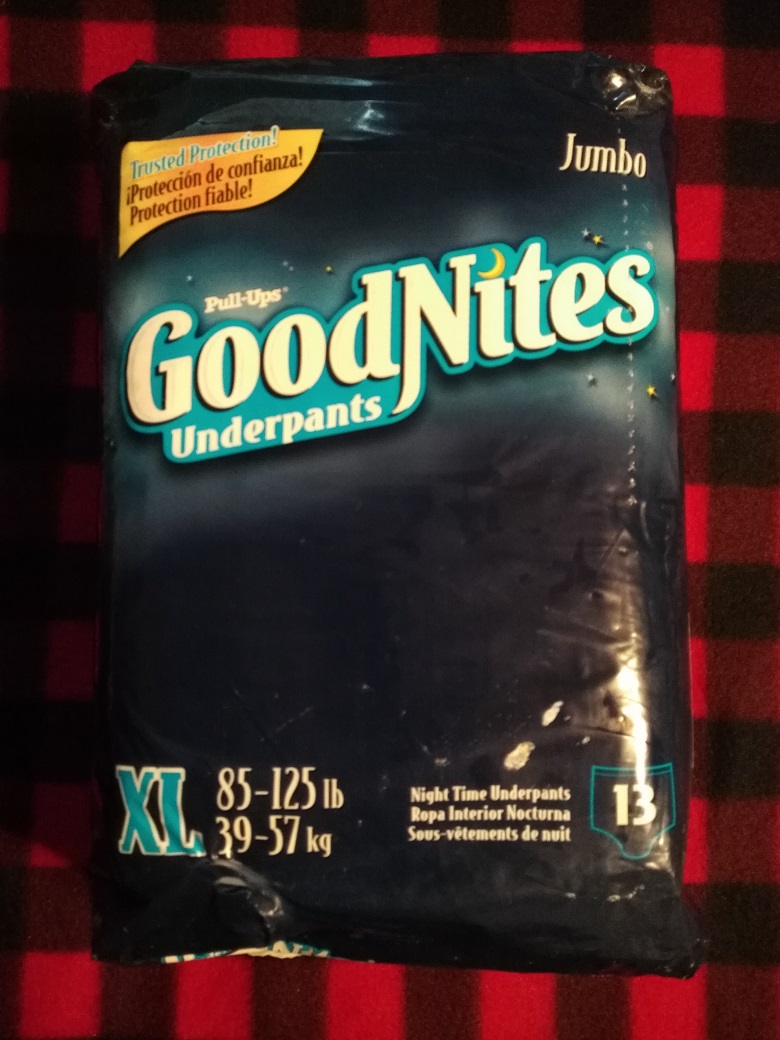 Trusted Protection!
¡Protección de confianza!
Protection fiable!
Jumbo
Pull-Ups®
GoodNites
Underpants
XL
85-125 lb
39-57 kg
Night Time Underpants
Ropa Interior Nocturna
Sous-vêtements de nuit
13